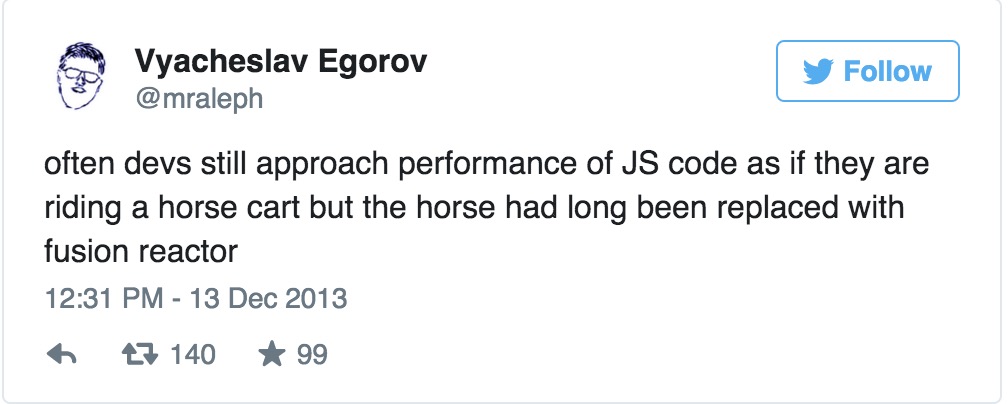 Vyacheslav Egorov
@mraleph
Follow
often devs still approach performance of JS code as if they are
riding a horse cart but the horse had long been replaced with
fusion reactor
12:31 PM - 13 Dec 2013
140 99